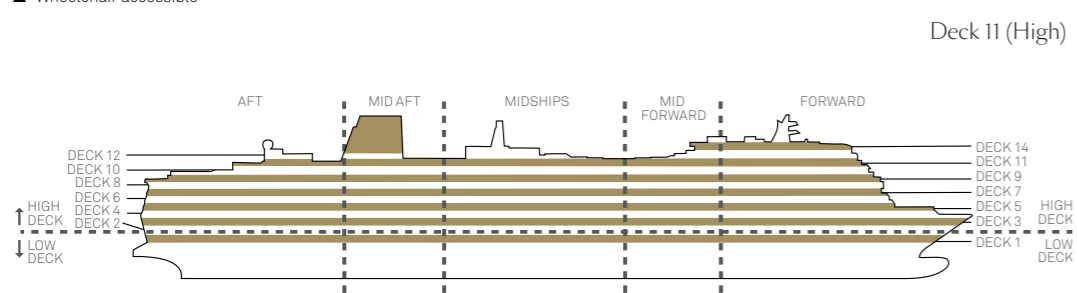 Wheelchair accessible
Deck 11 (High)
AFT
MID AFT
MIDSHIPS
MID
FORWARD
FORWARD
DECK 12
DECK 10
DECK 8
DECK 6
DECK 4
DECK 2
HIGH
DECK
LOW
DECK
DECK 14
DECK 11
DECK 9
DECK 7
DECK 5
DECK 3
DECK 1
HIGH
DECK
LOW
DECK